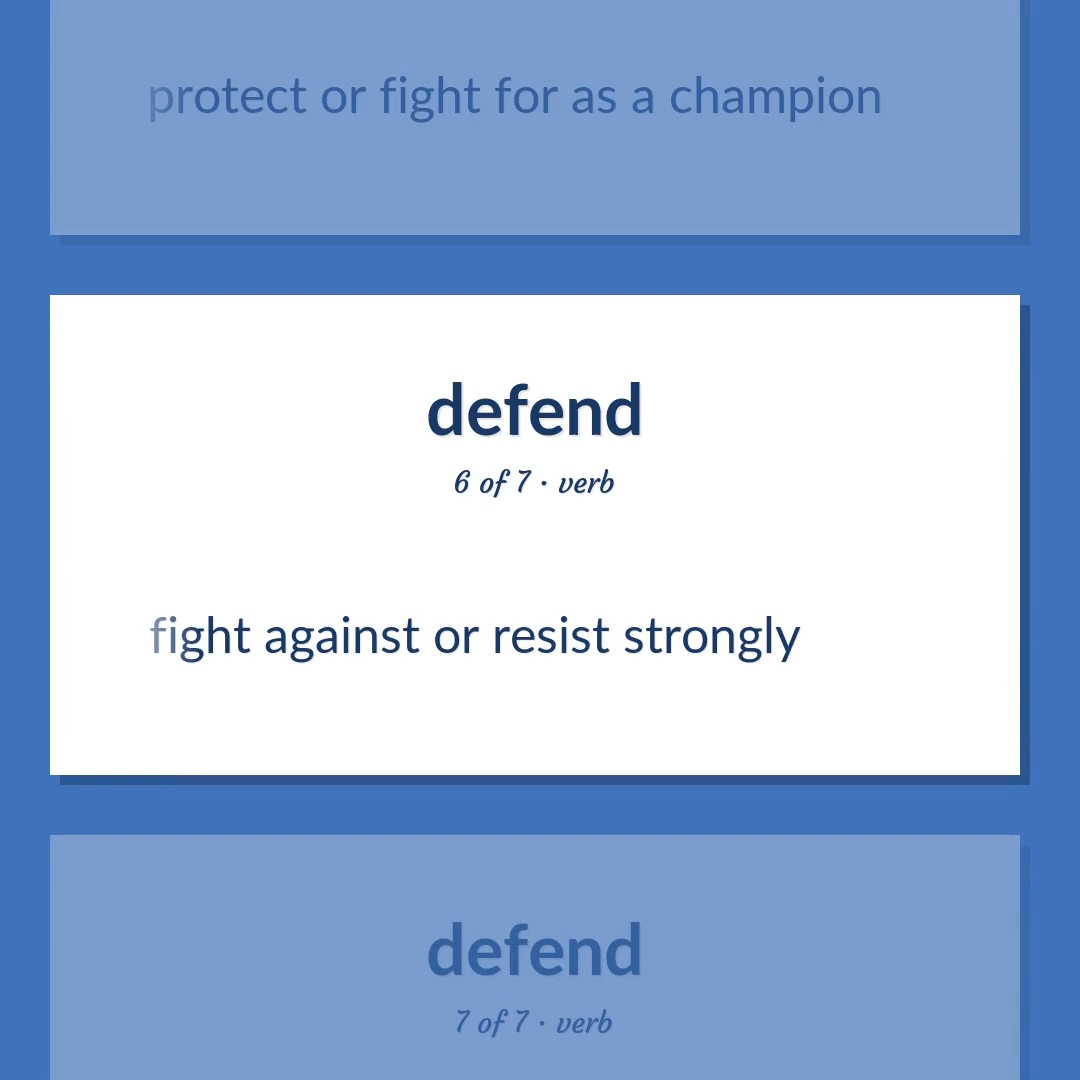 protect or fight for as a champion
defend
6 of 7 · verb
fight against or resist strongly
defend
7 of 7 · verb